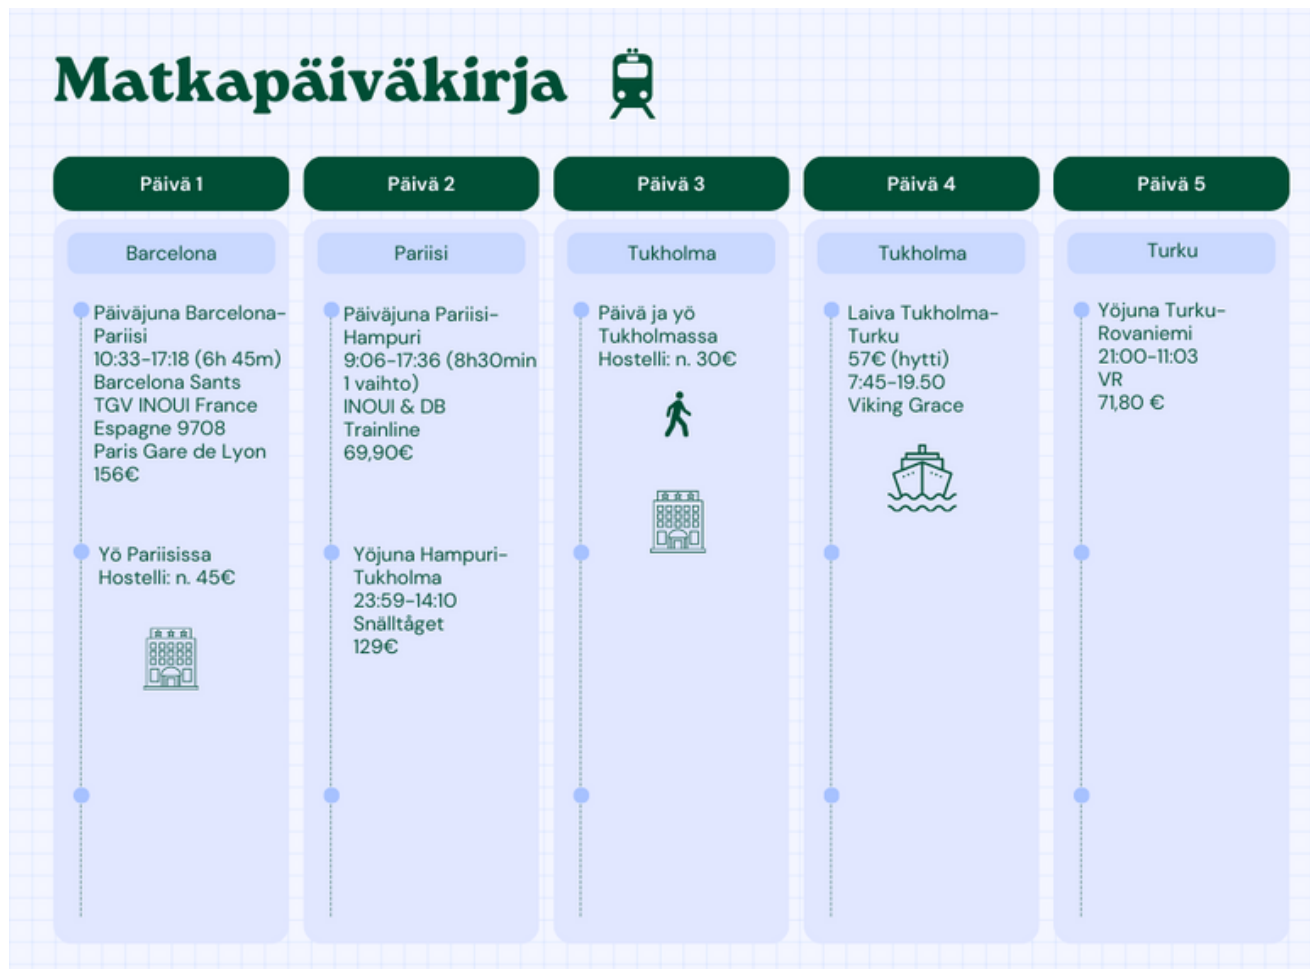 Matkapäiväkirja
Päivä 1
Barcelona
Päiväjuna Barcelona-
Pariisi
10:33-17:18 (6h 45m)
Barcelona Sants
TGV INOUI France
Espagne 9708
Paris Gare de Lyon
156€
Yö Pariisissa
Hostelli: n. 45€
Päivä 2
Pariisi
Päiväjuna Pariisi-
Hampuri
9:06-17:36 (8h30min
1 vaihto)
INOUI & DB
Trainline
69,90€
Yöjuna Hampuri-
Tukholma
23:59-14:10
Snälltåget
129€
Päivä 3
Tukholma
Päivä ja yö
Tukholmassa
Hostelli: n. 30€
Päivä 4
Tukholma
Laiva Tukholma-
Turku
57€ (hytti)
7:45-19.50
Viking Grace
Päivä 5
Turku
Yöjuna Turku-
Rovaniemi
21:00-11:03
VR
71,80 €